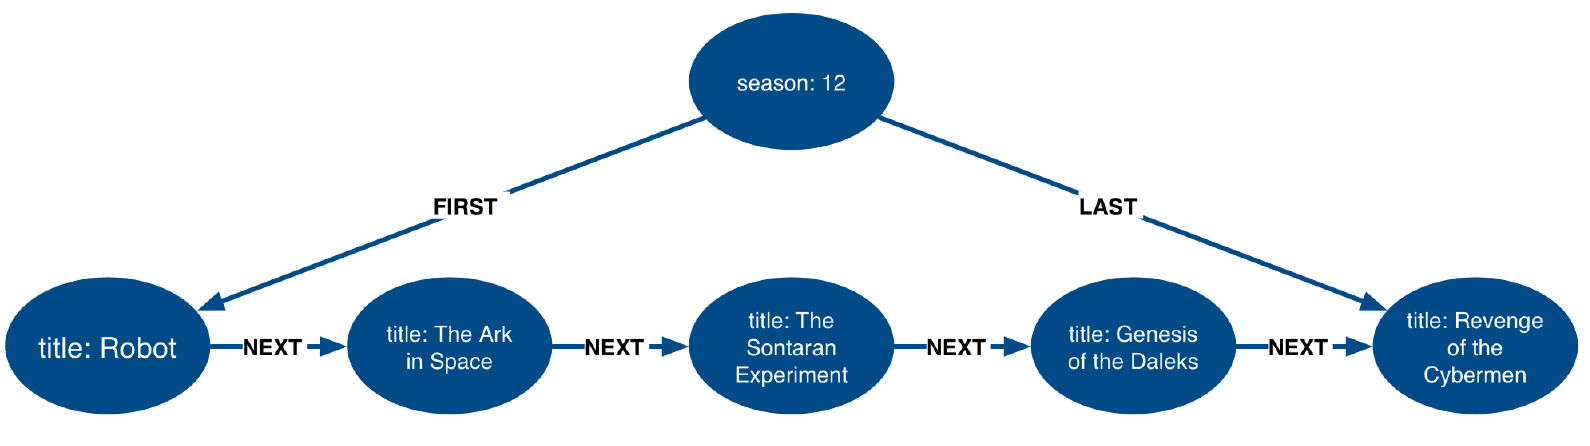 season: 12
FIRST
LAST
title: Robot
NEXT
title: The Ark
in Space
NEXT
title: The
Sontaran
Experiment
NEXT
title: Genesis
of the Daleks
NEXT
title: Revenge
of the
Cybermen